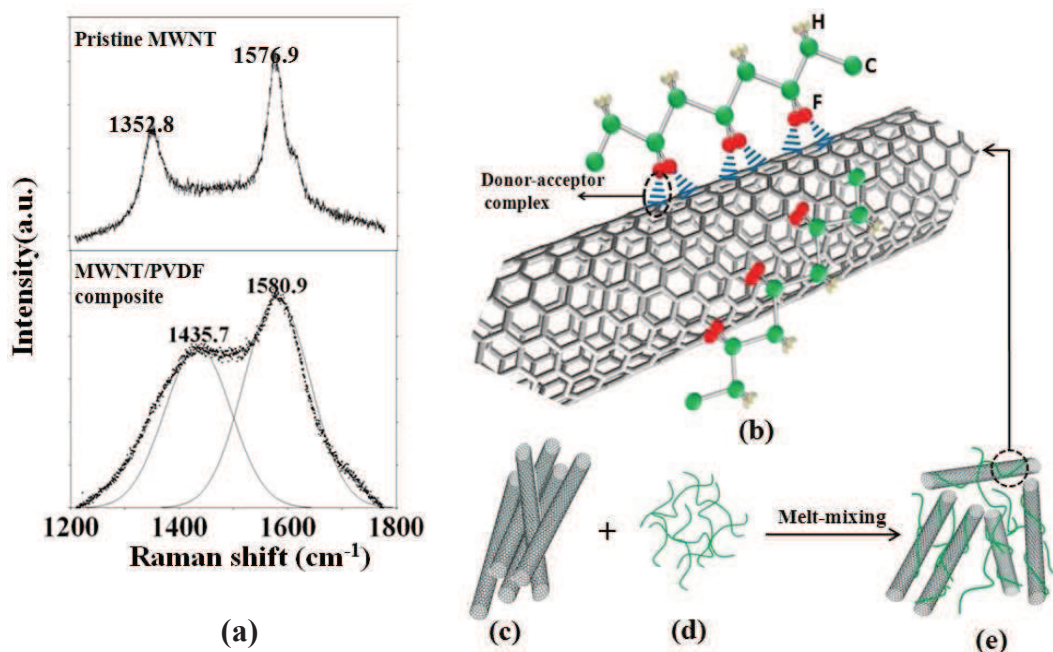 Pristine MWNT
1576.9
1352.8
MWNT/PVDF
composite
1580.9
1435.7
Intensity(a.u.)
1200 1400 1600 1800
Raman shift (cm-1)
(a)
H
C
F
Donor-acceptor
complex
(b)
+
Melt-mixing
(c)
(d)
(e)